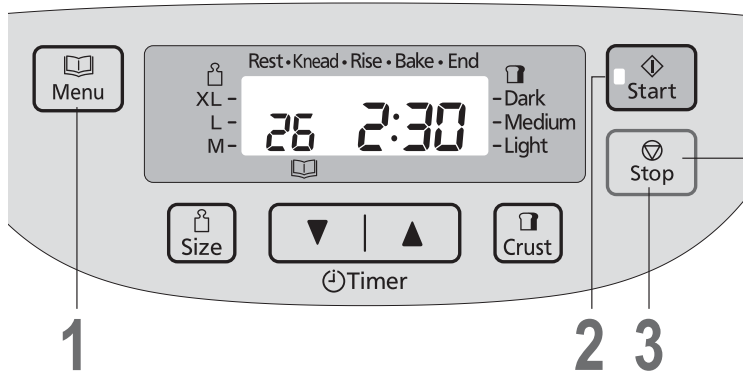 Menu
Rest • Knead • Rise • Bake • End
XL –
L –
M –
26 2:30
– Dark
– Medium
– Light
Start
Stop
Size
▼ | ▲
Crust
Timer
1
2
3